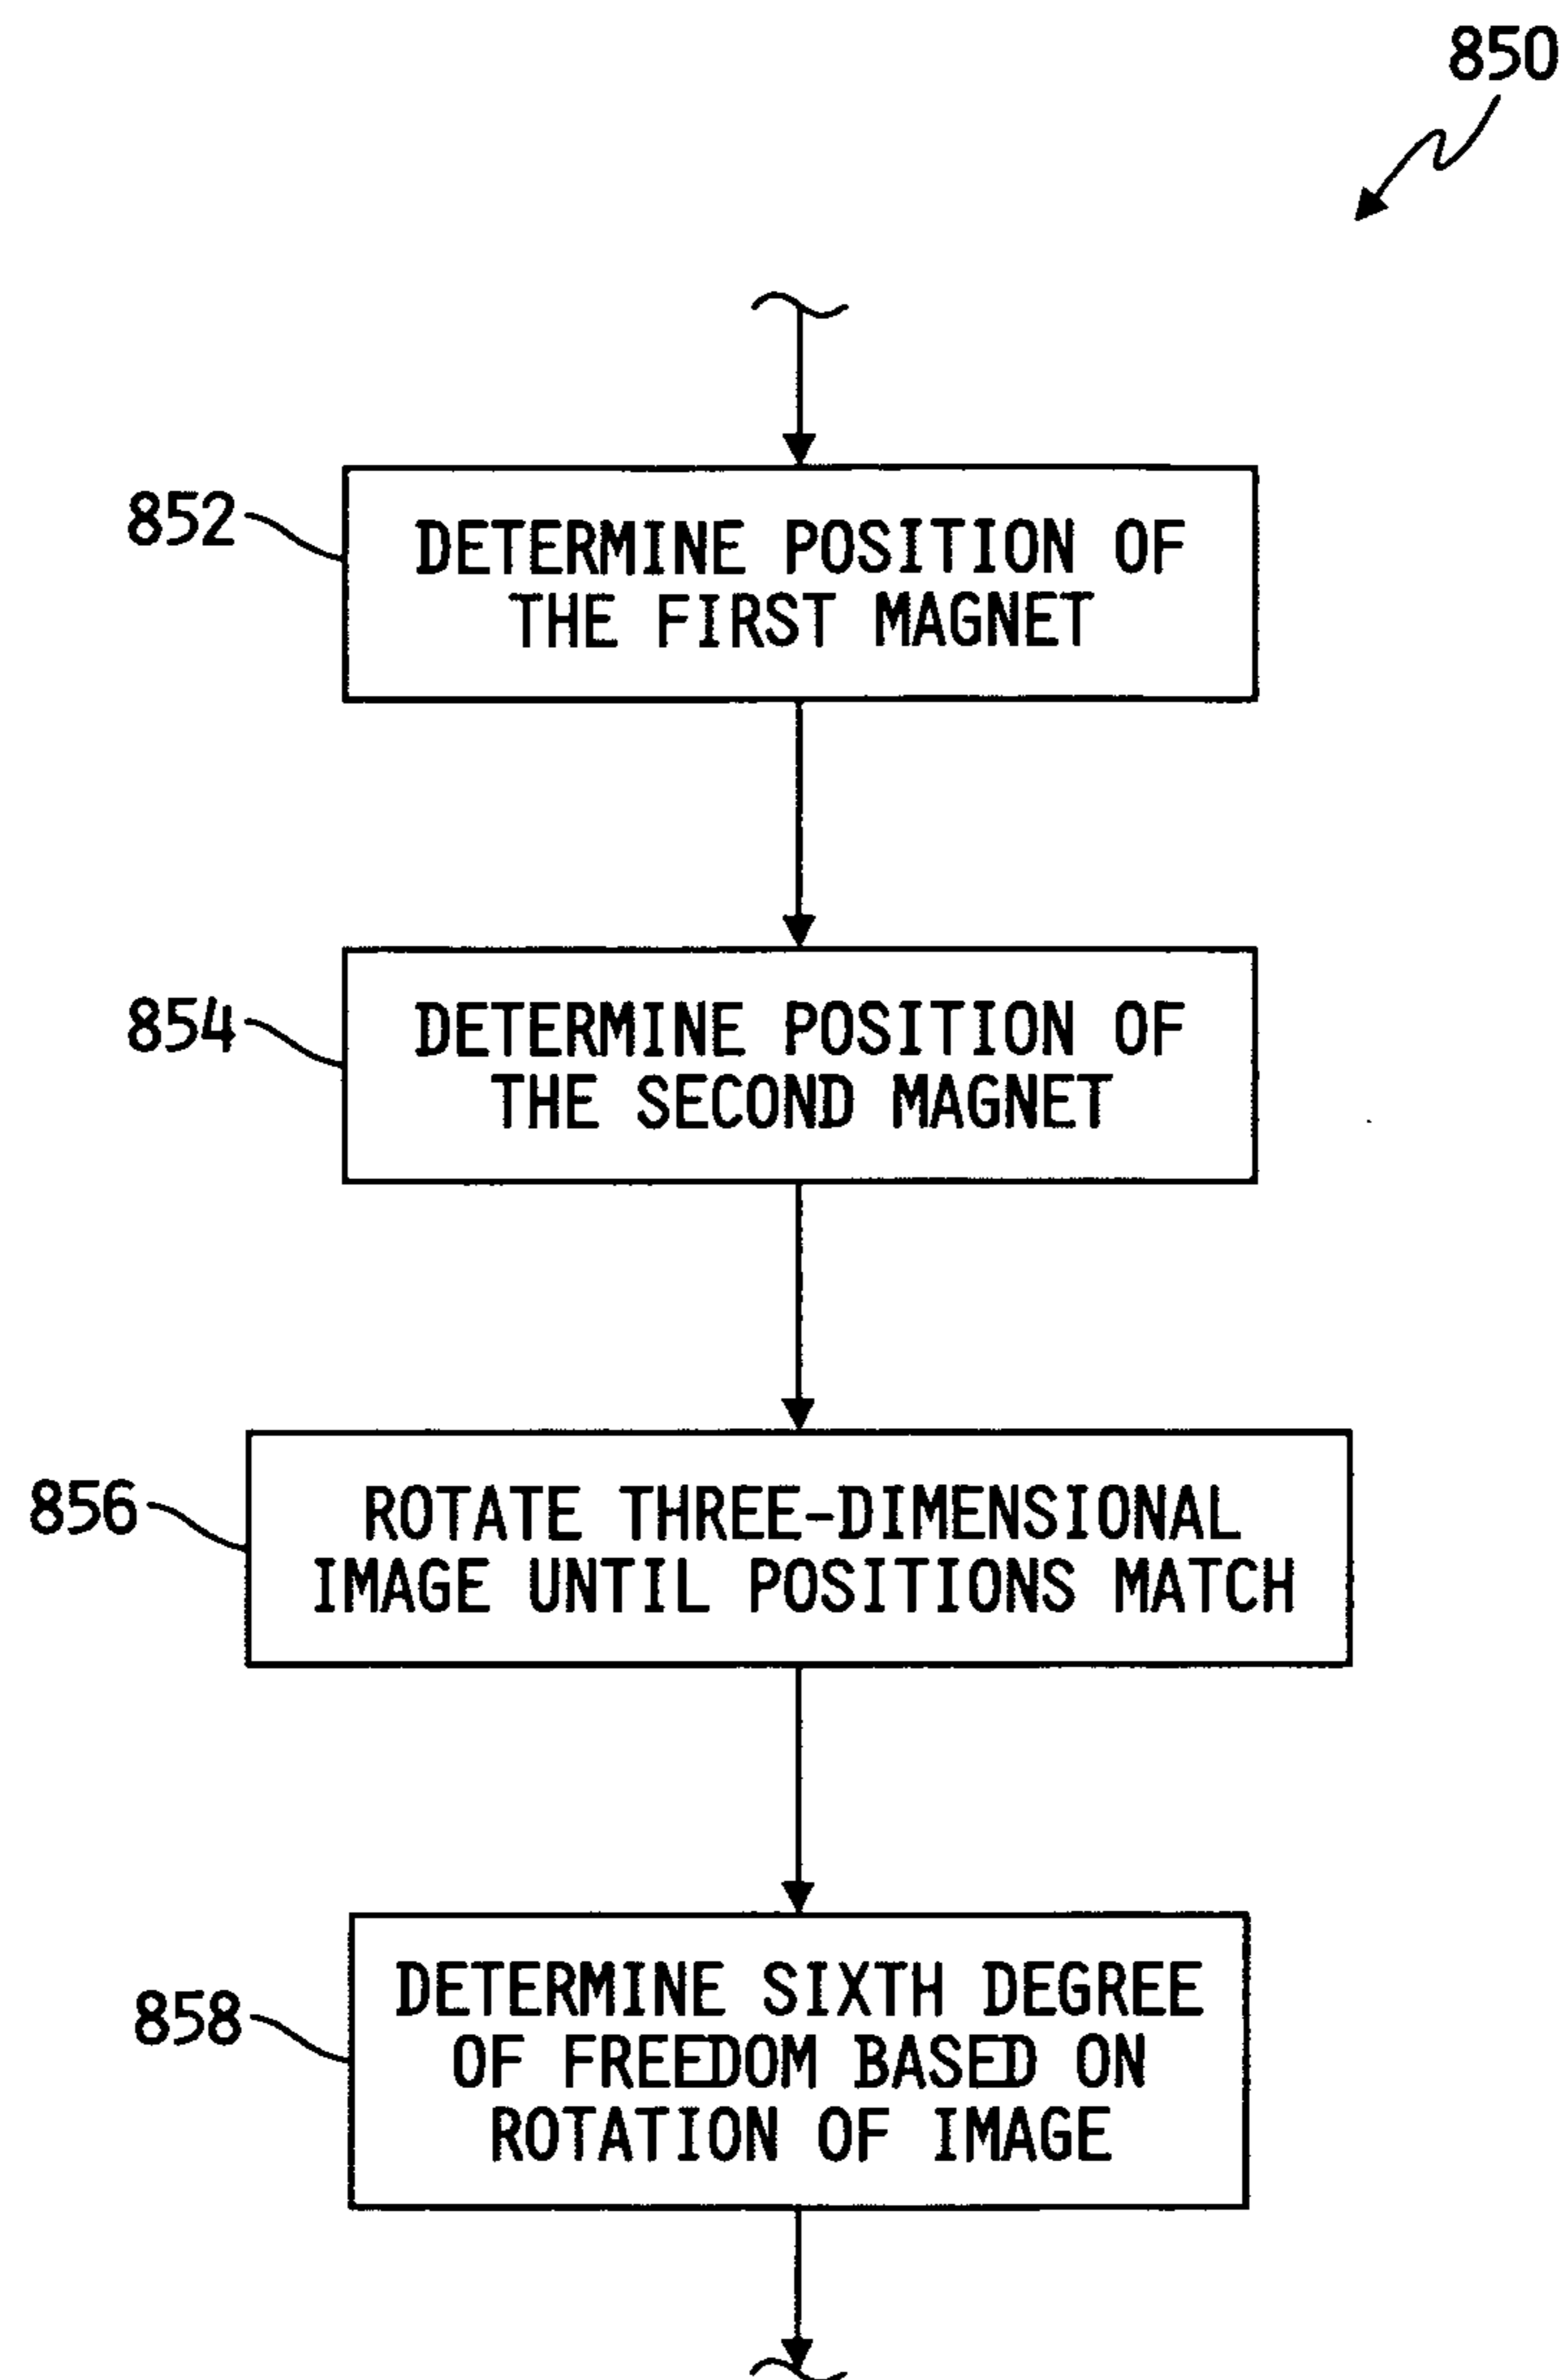 850
852
DETERMINE POSITION OF
THE FIRST MAGNET
854
DETERMINE POSITION OF
THE SECOND MAGNET
856
ROTATE THREE-DIMENSIONAL
IMAGE UNTIL POSITIONS MATCH
858
DETERMINE SIXTH DEGREE
OF FREEDOM BASED ON
ROTATION OF IMAGE